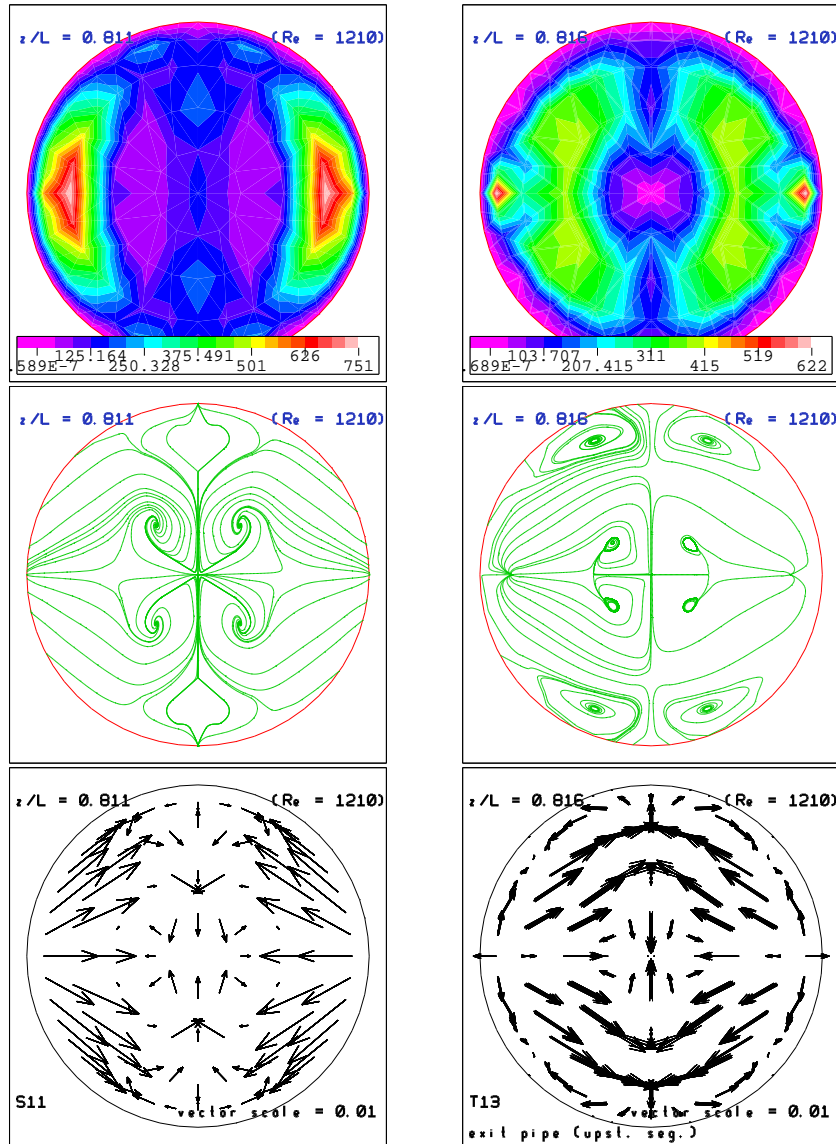 z/L = 0.811 (Re = 1210)
125.164 375.491 626
.589E-7 250.328 501 751
z/L = 0.816 (Re = 1210)
103.707 311 519
.689E-7 207.415 415 622
z/L = 0.811 (Re = 1210)
z/L = 0.816 (Re = 1210)
z/L = 0.811 (Re = 1210)
S11
vector scale = 0.01
z/L = 0.816 (Re = 1210)
T13
vector scale = 0.01
exit pipe (upst. seg.)